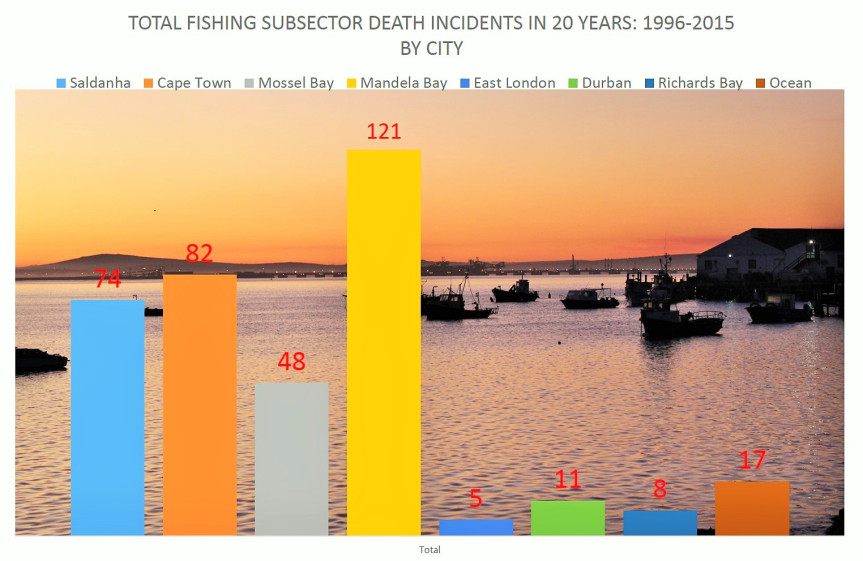 TOTAL FISHING SUBSECTOR DEATH INCIDENTS IN 20 YEARS: 1996-2015
BY CITY
Saldanha Cape Town Mossel Bay Mandela Bay East London Durban Richards Bay Ocean
121
82
74
48
17
11
8
5
Total